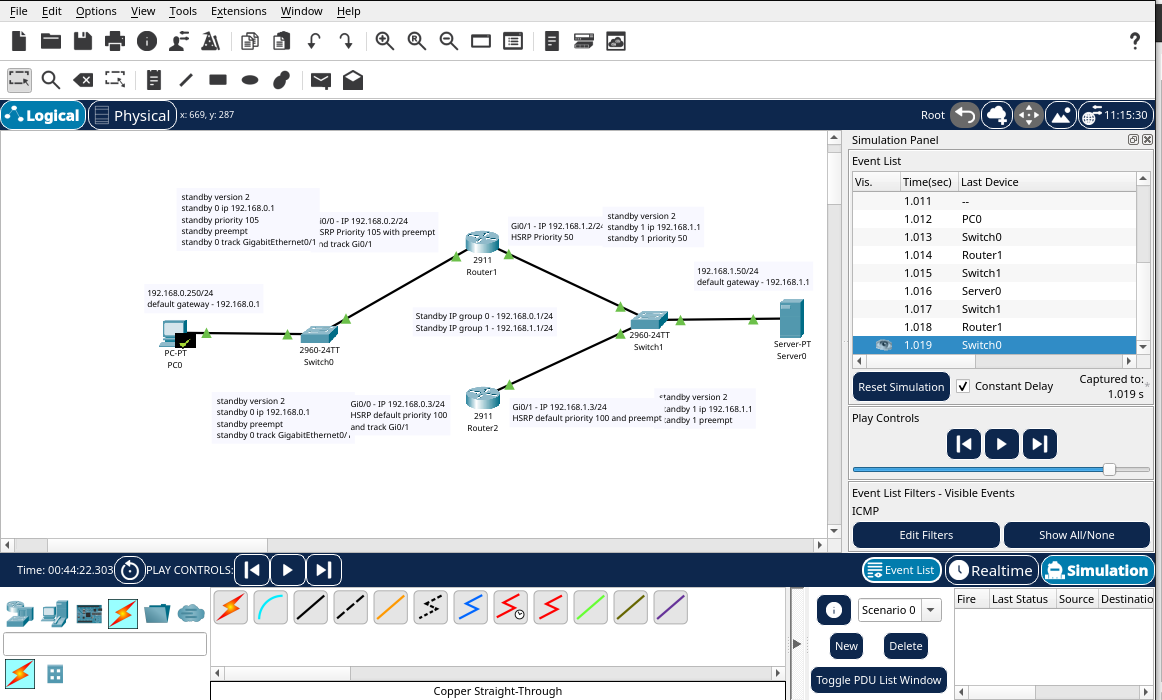 File Edit Options View Tools Extensions Window Help
?
Logical Physical x: 669, y: 287 Root 11:15:30
standby version 2
standby 0 ip 192.168.0.1
standby priority 105
standby preempt
standby 0 track GigabitEthernet0/1
i0/0 - IP 192.168.0.2/24
SRP Priority 105 with preempt
nd track Gi0/1
Gi0/1 - IP 192.168.1.2/24
HSRP Priority 50
standby version 2
standby 1 ip 192.168.1.1
standby 1 priority 50
2911
Router1
192.168.1.50/24
default gateway - 192.168.1.1
192.168.0.250/24
default gateway - 192.168.0.1
Standby IP group 0 - 192.168.0.1/24
Standby IP group 1 - 192.168.1.1/24
PC-PT
PC0
2960-24TT
Switch0
2960-24TT
Switch1
Server-PT
Server0
standby version 2
standby 0 ip 192.168.0.1
standby preempt
standby 0 track GigabitEthernet0/
Gi0/0 - IP 192.168.0.3/24
HSRP default priority 100
and track Gi0/1
2911
Router2
Gi0/1 - IP 192.168.1.3/24
HSRP default priority 100 and preempt
standby version 2
tandby 1 ip 192.168.1.1
tandby 1 preempt
Simulation Panel
Event List
Vis. Time(sec) Last Device
1.011 --
1.012 PC0
1.013 Switch0
1.014 Router1
1.015 Switch1
1.016 Server0
1.017 Switch1
1.018 Router1
1.019 Switch0
Reset Simulation Constant Delay Captured to:
1.019 s
Play Controls
Event List Filters - Visible Events
ICMP
Edit Filters Show All/None
Time: 00:44:22.303 PLAY CONTROLS: Event List Realtime Simulation
Scenario 0
New Delete
Toggle PDU List Window
Fire Last Status Source Destinatio
Copper Straight-Through